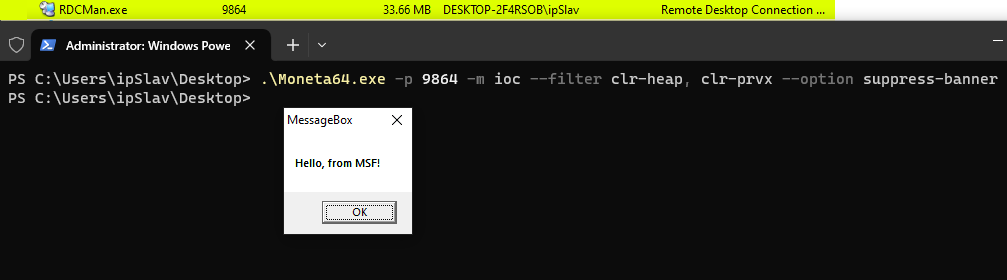 RDCMan.exe 9864 33.66 MB DESKTOP-2F4RSOB\ipSlav Remote Desktop Connection ...
Administrator: Windows Powe
PS C:\Users\ipSlav\Desktop> .\Moneta64.exe -p 9864 -m ioc --filter clr-heap, clr-prvx --option suppress-banner
PS C:\Users\ipSlav\Desktop>
MessageBox
Hello, from MSF!
OK